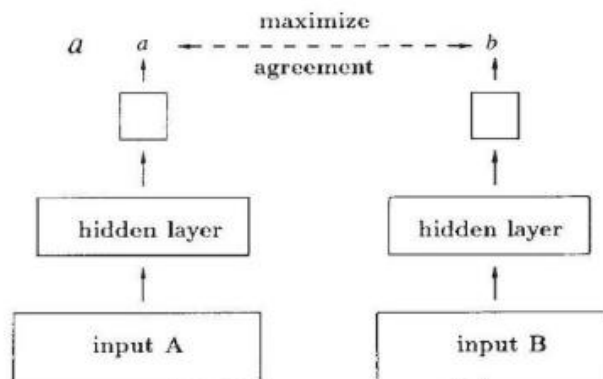 maximize
a a b
agreement
hidden layer hidden layer
input A input B